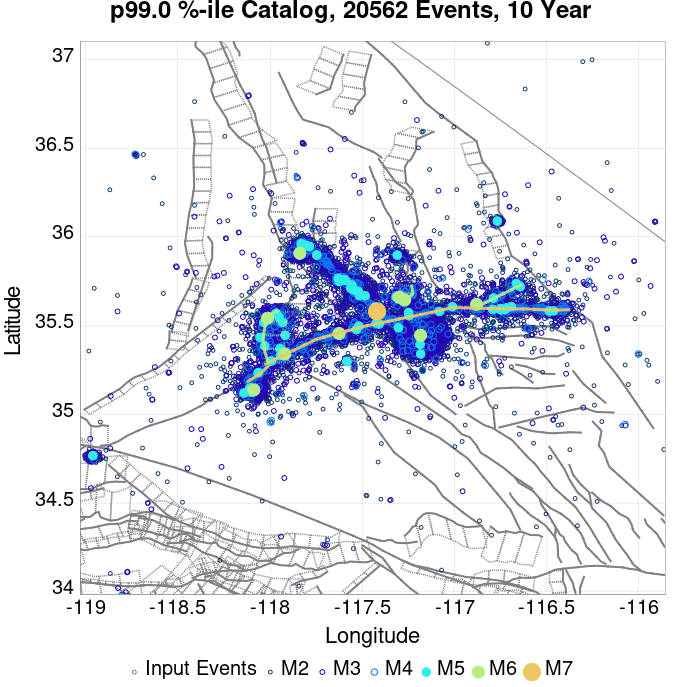 p99.0 %-ile Catalog, 20562 Events, 10 Year
37
36.5
36
35.5
35
34.5
34
Latitude
-119 -118.5 -118 -117.5 -117 -116.5 -116
Longitude
Input Events M2 M3 M4 M5 M6 M7